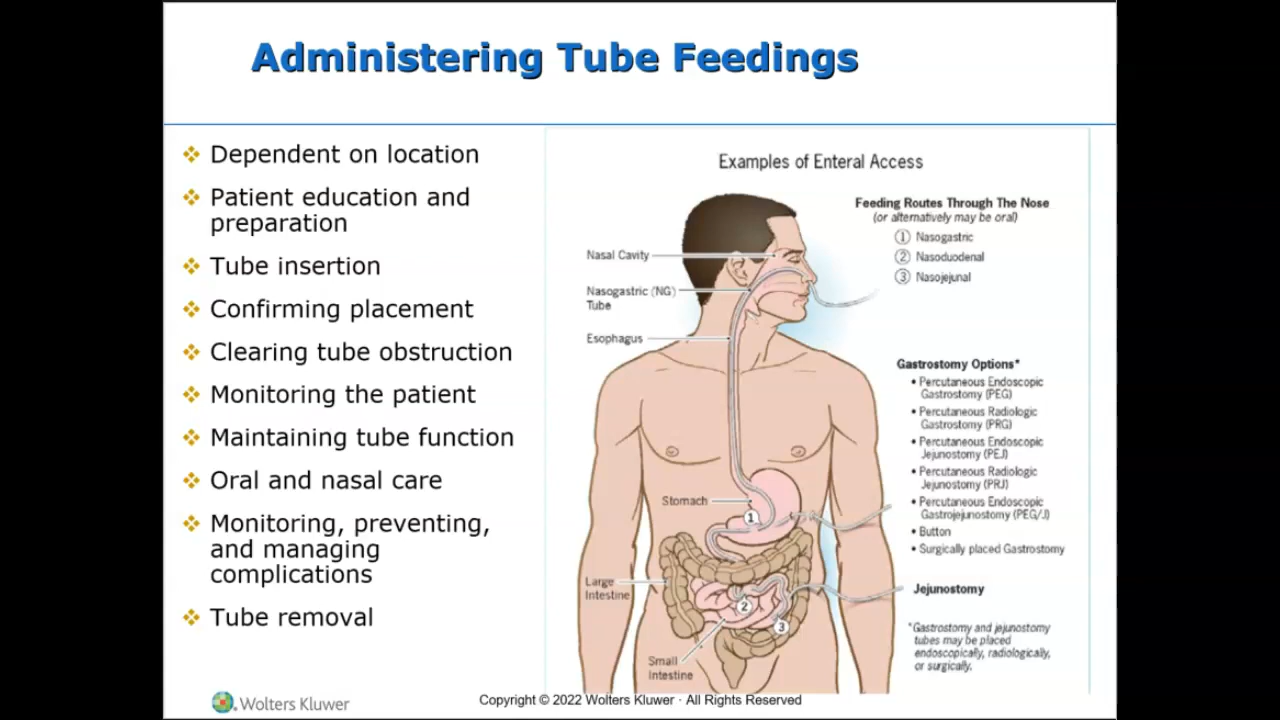 Administering Tube Feedings
Dependent on location
Patient education and
preparation
Tube insertion
Confirming placement
Clearing tube obstruction
Monitoring the patient
Maintaining tube function
Oral and nasal care
Monitoring, preventing,
and managing
complications
Tube removal
Examples of Enteral Access
Feeding Routes Through The Nose
(or alternatively may be oral)
1 Nasogastric
2 Nasoduodenal
3 Nasojejunal
Nasal Cavity
Nasogastric (NG)
Tube
Esophagus
Gastrostomy Options*
• Percutaneous Endoscopic
Gastrostomy (PEG)
• Percutaneous Radiologic
Gastrostomy (PRG)
• Percutaneous Endoscopic
Jejunostomy (PEJ)
• Percutaneous Radiologic
Jejunostomy (PRJ)
• Percutaneous Endoscopic
Gastrojejunostomy (PEG/J)
• Button
• Surgically placed Gastrostomy
Stomach
1
Large
Intestine
2
3
Small
Intestine
Jejunostomy
*Gastrostomy and jejunostomy
tubes may be placed
endoscopically, radiologically,
or surgically.
Wolters Kluwer
Copyright © 2022 Wolters Kluwer · All Rights Reserved